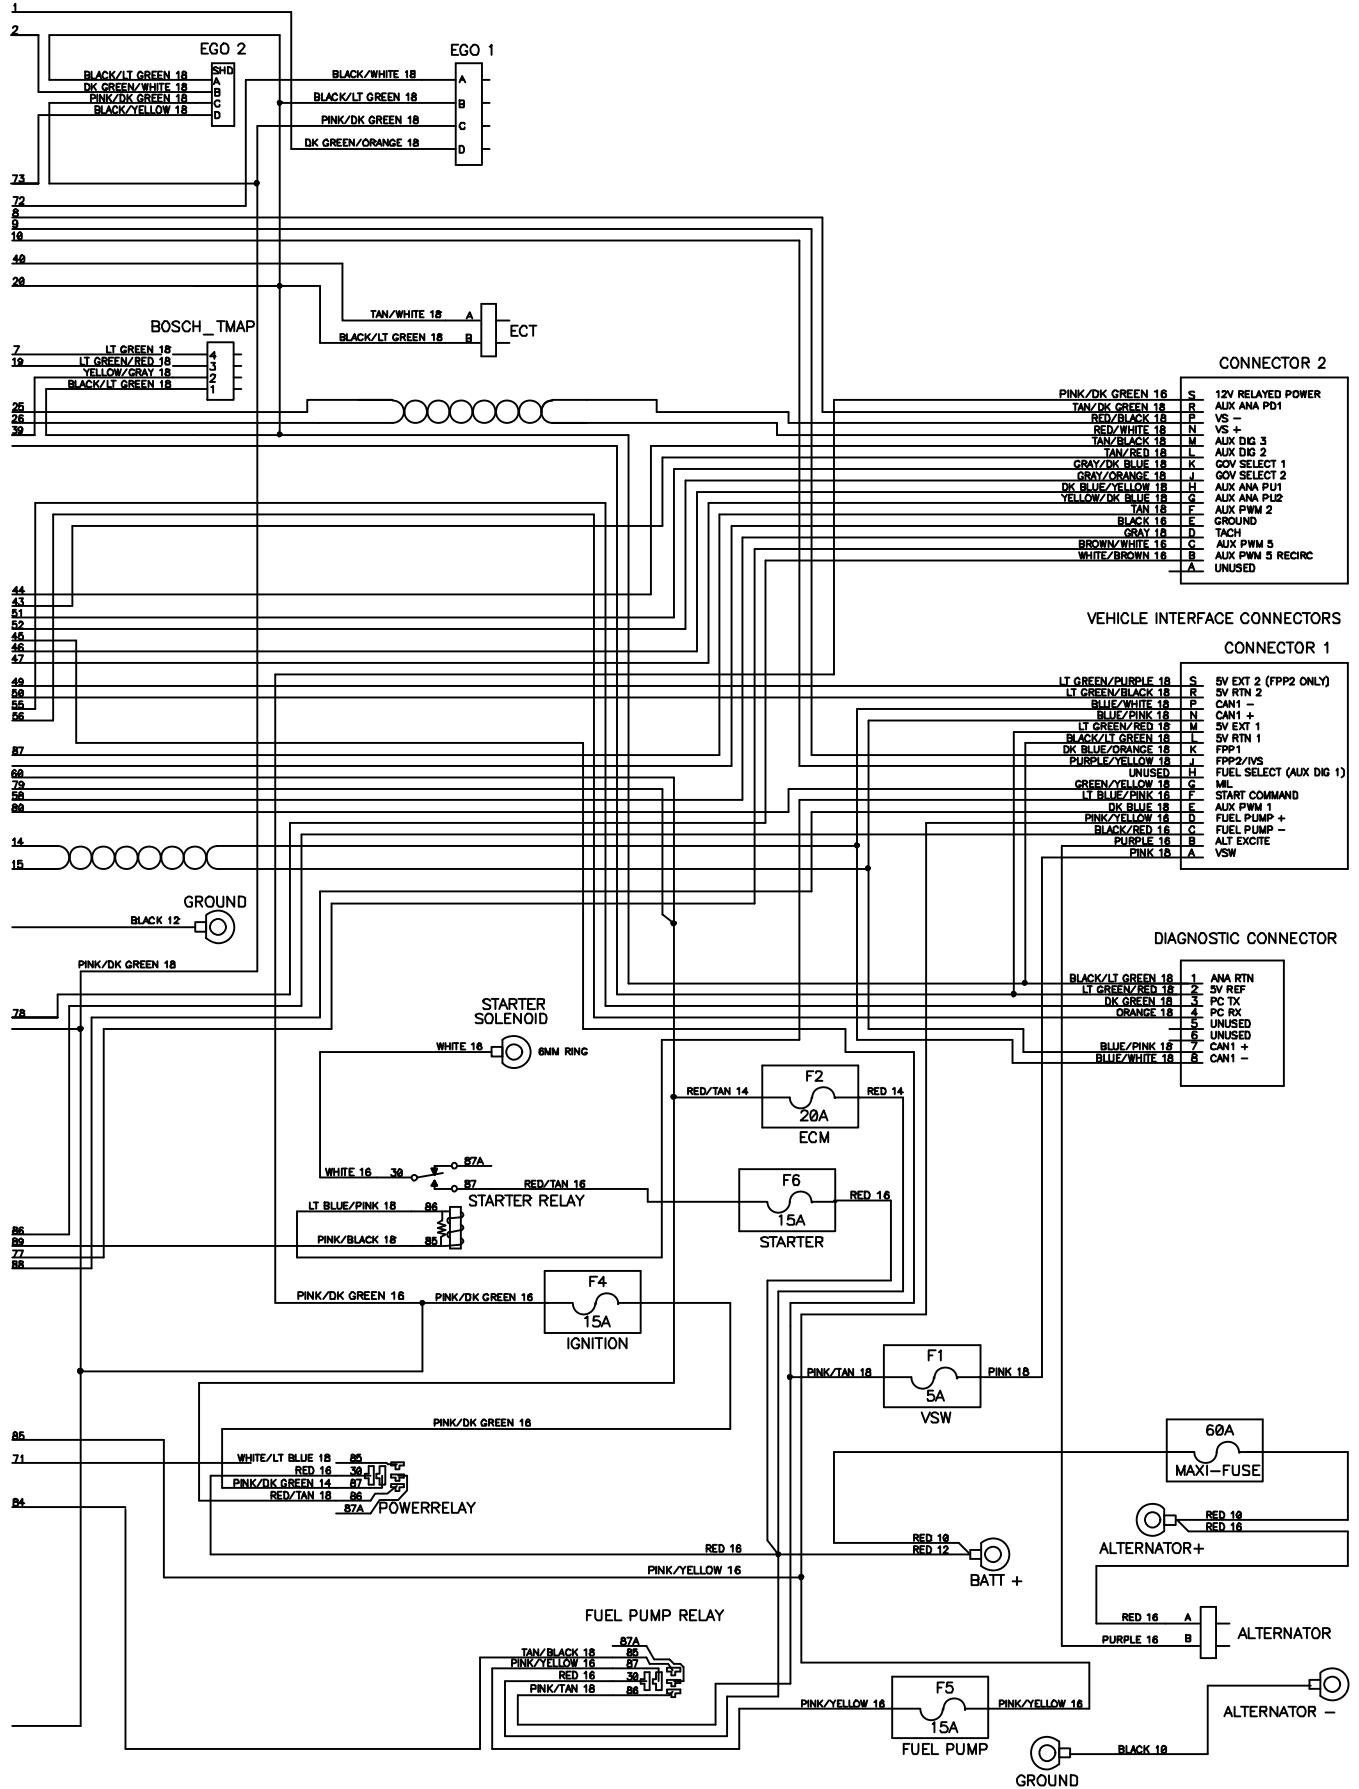 1
2
EGO 2
EGO 1
SHD
BLACK/LT GREEN 18 A
DK GREEN/WHITE 18 B
PINK/DK GREEN 18 C
BLACK/YELLOW 18 D
BLACK/WHITE 18 A
BLACK/LT GREEN 18 B
PINK/DK GREEN 18 C
DK GREEN/ORANGE 18 D
73
72
8
9
10
40
20
TAN/WHITE 18 A
BLACK/LT GREEN 18 B
ECT
BOSCH_TMAP
7 LT GREEN 18 4
19 LT GREEN/RED 18 3
YELLOW/GRAY 18 2
BLACK/LT GREEN 18 1
25
26
39
CONNECTOR 2
PINK/DK GREEN 16 S 12V RELAYED POWER
TAN/DK GREEN 18 R AUX ANA PD1
RED/BLACK 18 P VS -
RED/WHITE 18 N VS +
TAN/BLACK 18 M AUX DIG 3
TAN/RED 18 L AUX DIG 2
GRAY/DK BLUE 18 K GOV SELECT 1
GRAY/ORANGE 18 J GOV SELECT 2
DK BLUE/YELLOW 18 H AUX ANA PU1
YELLOW/DK BLUE 18 G AUX ANA PU2
TAN 18 F AUX PWM 2
BLACK 16 E GROUND
GRAY 18 D TACH
BROWN/WHITE 16 C AUX PWM 5
WHITE/BROWN 16 B AUX PWM 5 RECIRC
A UNUSED
44
43
51
52
45
46
47
49
50
55
56
87
60
79
58
80
14
15
VEHICLE INTERFACE CONNECTORS
CONNECTOR 1
LT GREEN/PURPLE 18 S 5V EXT 2 (FPP2 ONLY)
LT GREEN/BLACK 18 R 5V RTN 2
BLUE/WHITE 18 P CAN1 -
BLUE/PINK 18 N CAN1 +
LT GREEN/RED 18 M 5V EXT 1
BLACK/LT GREEN 18 L 5V RTN 1
DK BLUE/ORANGE 18 K FPP1
PURPLE/YELLOW 18 J FPP2/IVS
UNUSED H FUEL SELECT (AUX DIG 1)
GREEN/YELLOW 18 G MIL
LT BLUE/PINK 16 F START COMMAND
DK BLUE 18 E AUX PWM 1
PINK/YELLOW 16 D FUEL PUMP +
BLACK/RED 16 C FUEL PUMP -
PURPLE 16 B ALT EXCITE
PINK 18 A VSW
GROUND
BLACK 12
PINK/DK GREEN 18
78
DIAGNOSTIC CONNECTOR
BLACK/LT GREEN 18 1 ANA RTN
LT GREEN/RED 18 2 5V REF
DK GREEN 18 3 PC TX
ORANGE 18 4 PC RX
5 UNUSED
6 UNUSED
BLUE/PINK 18 7 CAN1 +
BLUE/WHITE 18 8 CAN1 -
STARTER
SOLENOID
WHITE 16
6MM RING
RED/TAN 14
F2
20A
ECM
RED 14
87A
WHITE 16 30
87 RED/TAN 16
STARTER RELAY
LT BLUE/PINK 18 86
PINK/BLACK 18 85
F6
15A
STARTER
RED 16
86
89
77
88
PINK/DK GREEN 16
PINK/DK GREEN 16
F4
15A
IGNITION
PINK/TAN 18
F1
5A
VSW
PINK 18
PINK/DK GREEN 16
85
71
84
WHITE/LT BLUE 18 85
RED 16 30
PINK/DK GREEN 14 87
RED/TAN 18 86
87A
POWERRELAY
60A
MAXI-FUSE
RED 10
RED 16
ALTERNATOR+
RED 16
PINK/YELLOW 16
RED 10
RED 12
BATT +
RED 16 A
PURPLE 16 B
ALTERNATOR
FUEL PUMP RELAY
87A
TAN/BLACK 18 85
PINK/YELLOW 16 87
RED 16 30
PINK/TAN 18 86
PINK/YELLOW 16
F5
15A
FUEL PUMP
PINK/YELLOW 16
ALTERNATOR -
BLACK 10
GROUND